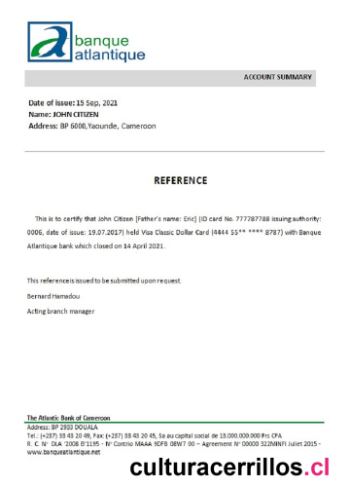 banque
atlantique
ACCOUNT SUMMARY
Date of issue: 15 Sep, 2021
Name: JOHN CITIZEN
Address: BP 6000,Yaounde, Cameroon
REFERENCE
This is to certify that John Citizen [Father's name: Eric] (ID card No. 777787788 issuing authority:
0006, date of issue: 19.07.2017) held Visa Classic Dollar Card (4444 55** **** 8787) with Banque
Atlantique bank which closed on 14 April 2021.
This reference is issued to be submitted upon request.
Bernard Hamadou
Acting branch manager
The Atlantic Bank of Cameroon
Address: BP 2933 DOUALA
Tel.: (+237) 33 43 20 49, Fax: (+237) 33 43 20 45, Sa au capital social de 13.000.000.000 Frs CFA
R. C. N° DLA '2006 B'1195 - N° Contrio MAAA 9DFB 08W7 00 – Agreement N° 00000 322MINFI Juliet 2015 -
www.banqueatlantique.net
culturacerrillos.cl